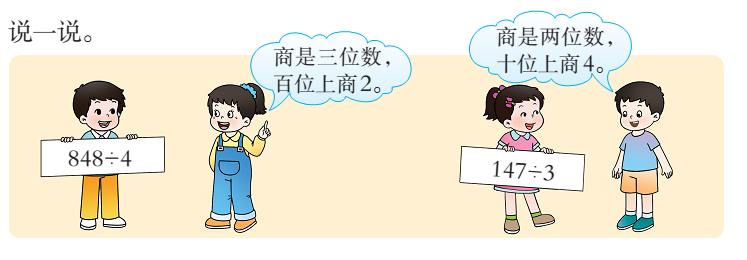 说一说。
商是三位数，
百位上商2。
848÷4
商是两位数，
十位上商4。
147÷3